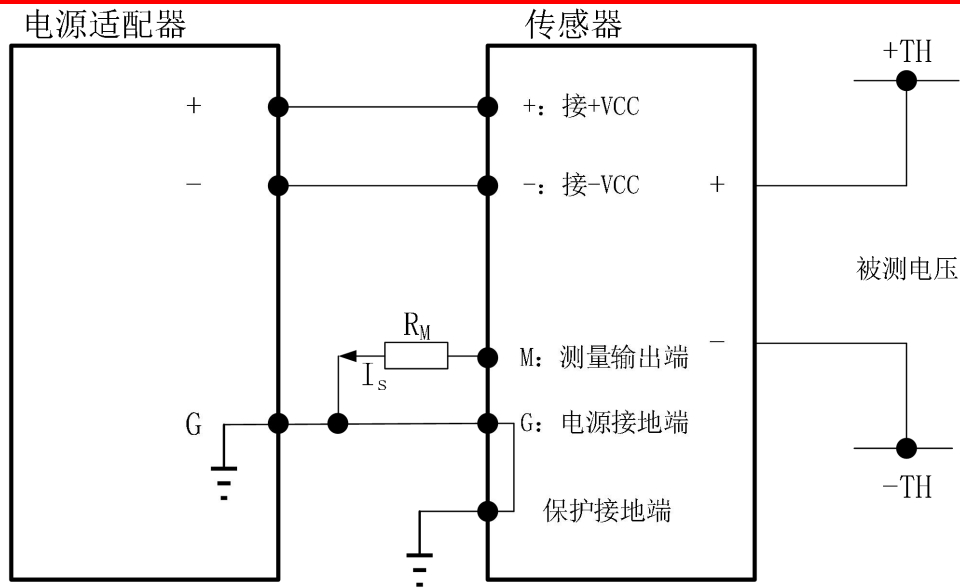 电源适配器
传感器
+TH
+
+：接+VCC
−
−：接−VCC
+
被测电压
R_M
I_s
M：测量输出端
−
G
G：电源接地端
−TH
保护接地端